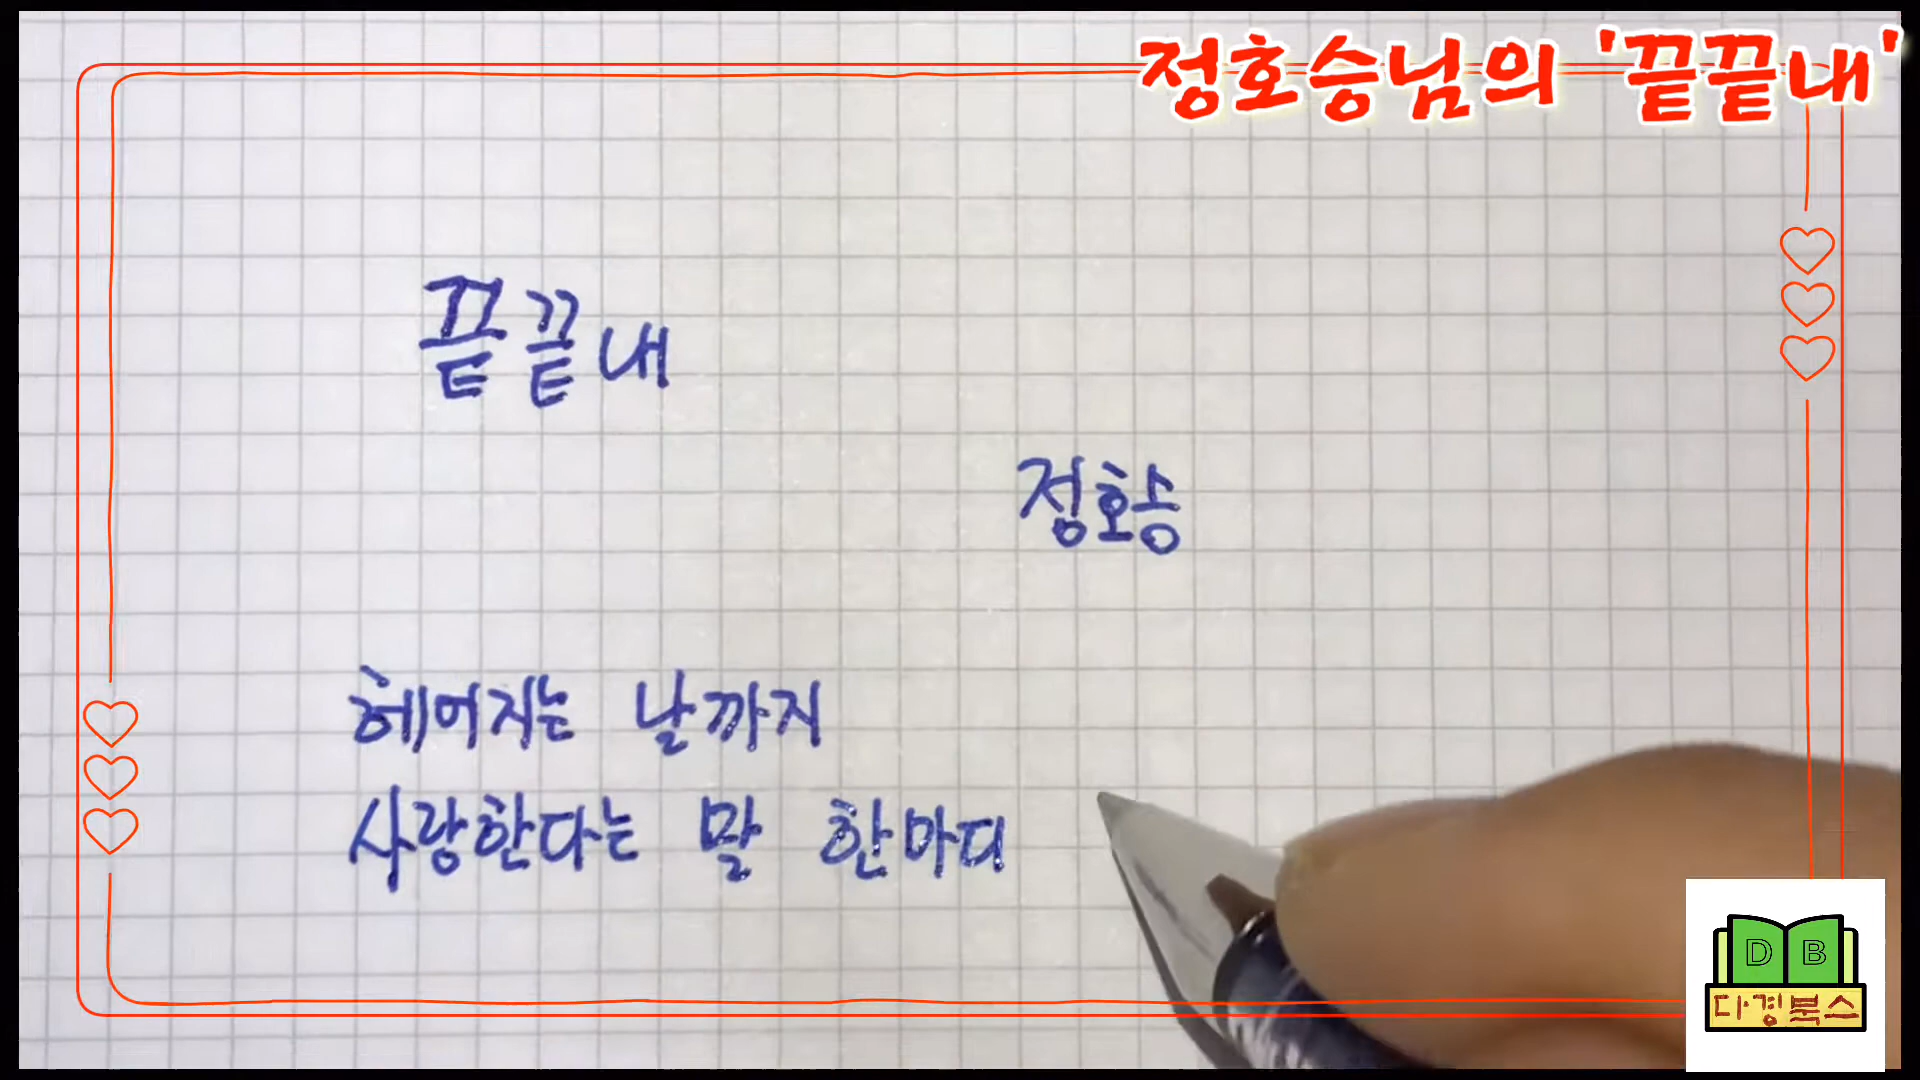 정호승님의 '끝끝내'
끝끝내
정호승
헤어지는 날까지
사랑한다는 말 한마디
D B
다경북스